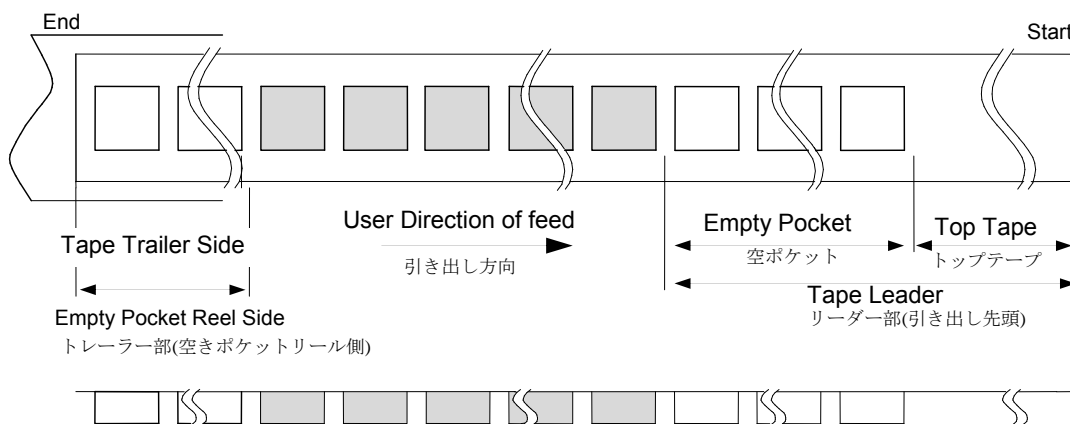 End
Start
User Direction of feed
引き出し方向
Empty Pocket
空ポケット
Top Tape
トップテープ
Tape Trailer Side
Tape Leader
リーダー部(引き出し先頭)
Empty Pocket Reel Side
トレーラー部(空きポケットリール側)